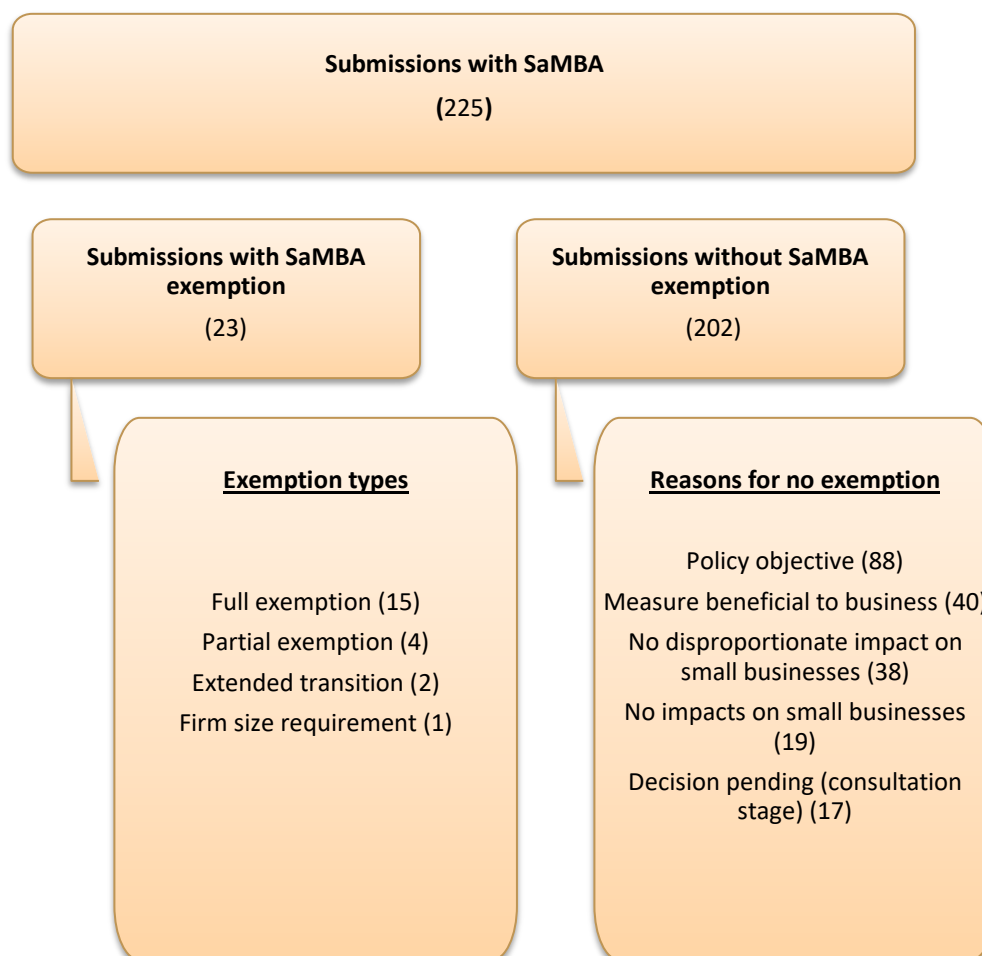 Submissions with SaMBA
(225)
Submissions with SaMBA
exemption
(23)
Submissions without SaMBA
exemption
(202)
Exemption types
Full exemption (15)
Partial exemption (4)
Extended transition (2)
Firm size requirement (1)
Reasons for no exemption
Policy objective (88)
Measure beneficial to business (40)
No disproportionate impact on
small businesses (38)
No impacts on small businesses
(19)
Decision pending (consultation
stage) (17)